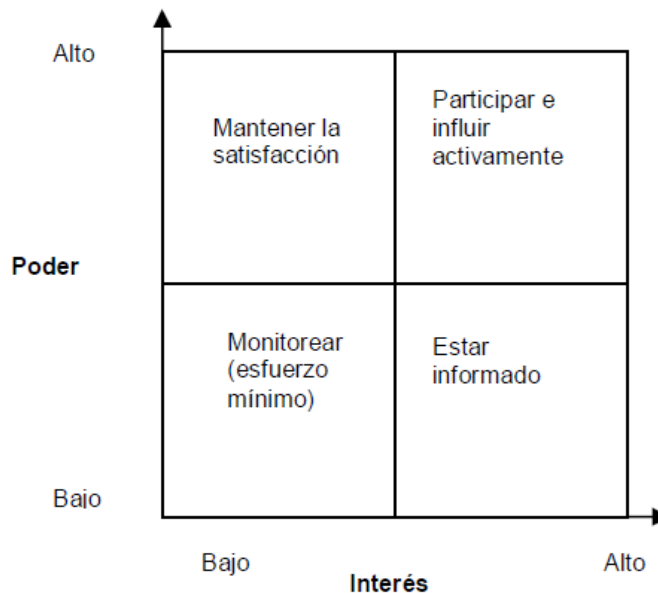 Alto
Mantener la
satisfacción
Participar e
influir
activamente
Poder
Monitorear
(esfuerzo
mínimo)
Estar
informado
Bajo
Bajo
Alto
Interés